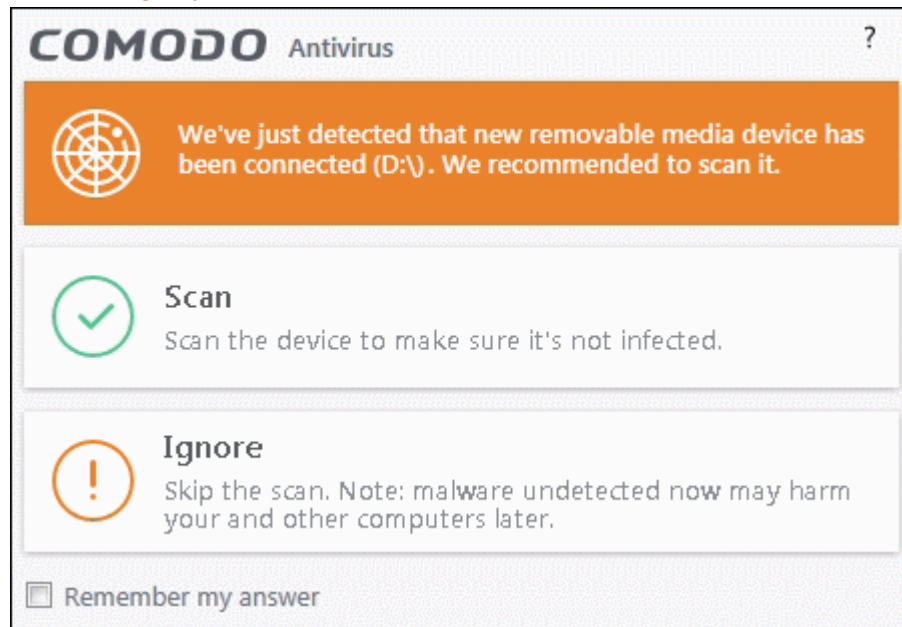 COMODO Antivirus ?
We've just detected that new removable media device has
been connected (D:\). We recommended to scan it.
Scan
Scan the device to make sure it's not infected.
Ignore
Skip the scan. Note: malware undetected now may harm
your and other computers later.
Remember my answer